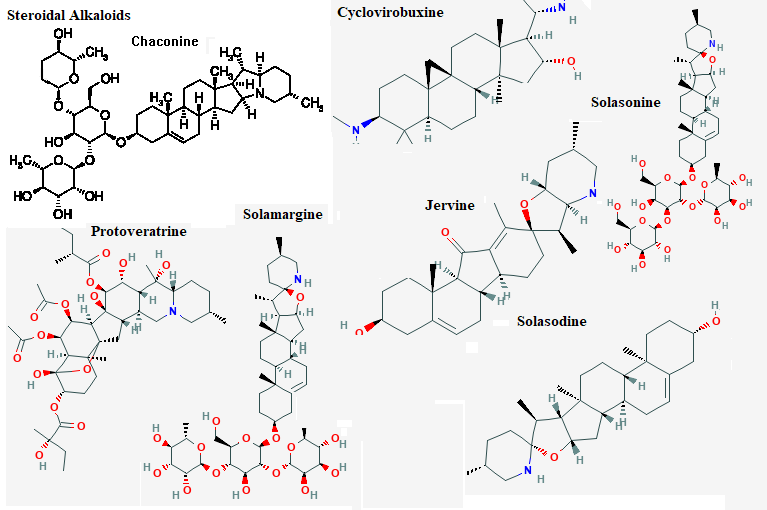 Steroidal Alkaloids
Chaconine
Cyclovirobuxine
Solasonine
Jervine
Solamargine
Protoveratrine
Solasodine